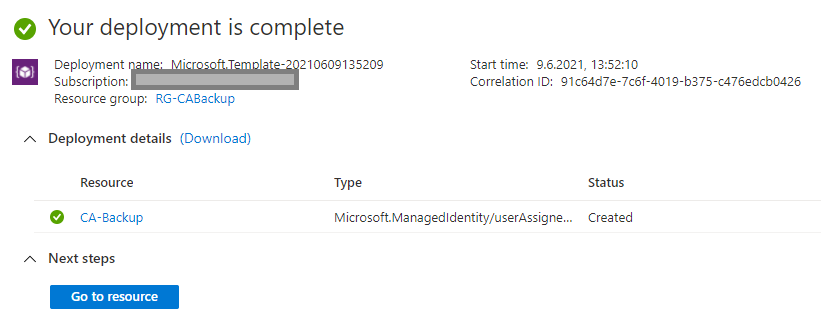 Your deployment is complete
Deployment name: Microsoft.Template-20210609135209
Start time: 9.6.2021, 13:52:10
Subscription:
Correlation ID: 91c64d7e-7c6f-4019-b375-c476edcb0426
Resource group: RG-CABackup
Deployment details (Download)
Resource Type Status
CA-Backup Microsoft.ManagedIdentity/userAssigne... Created
Next steps
Go to resource